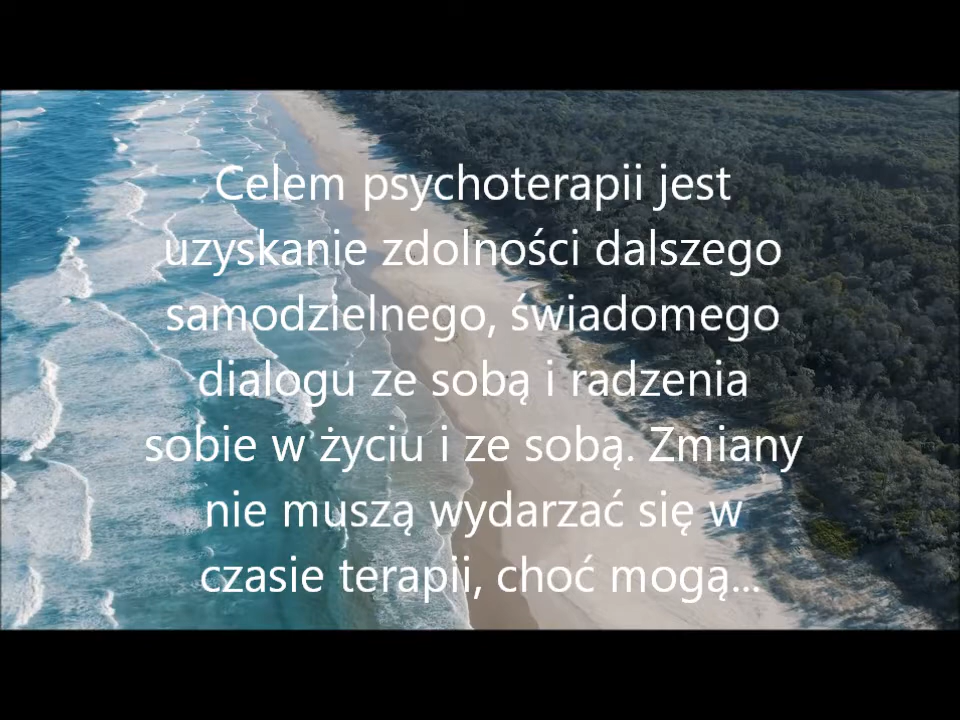 Celem psychoterapii jest
uzyskanie zdolności dalszego
samodzielnego, świadomego
dialogu ze sobą i radzenia
sobie w życiu i ze sobą. Zmiany
nie muszą wydarzać się w
czasie terapii, choć mogą...